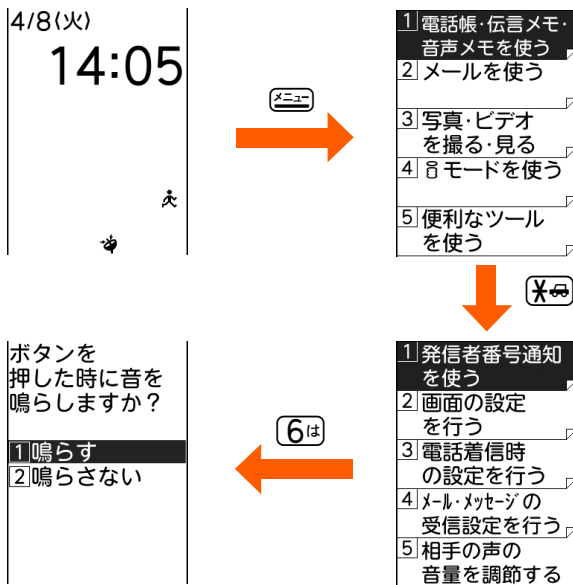 4/8(火)
14:05
メニュー
1 電話帳・伝言メモ・
音声メモを使う
2 メールを使う
3 写真・ビデオ
を撮る・見る
4 iモードを使う
5 便利なツール
を使う
＊
1 発信者番号通知
を使う
2 画面の設定
を行う
3 電話着信時
の設定を行う
4 ﾒｰﾙ・ﾒｯｾｰｼﾞの
受信設定を行う
5 相手の声の
音量を調節する
6は
ボタンを
押した時に音を
鳴らしますか？
1 鳴らす
2 鳴らさない